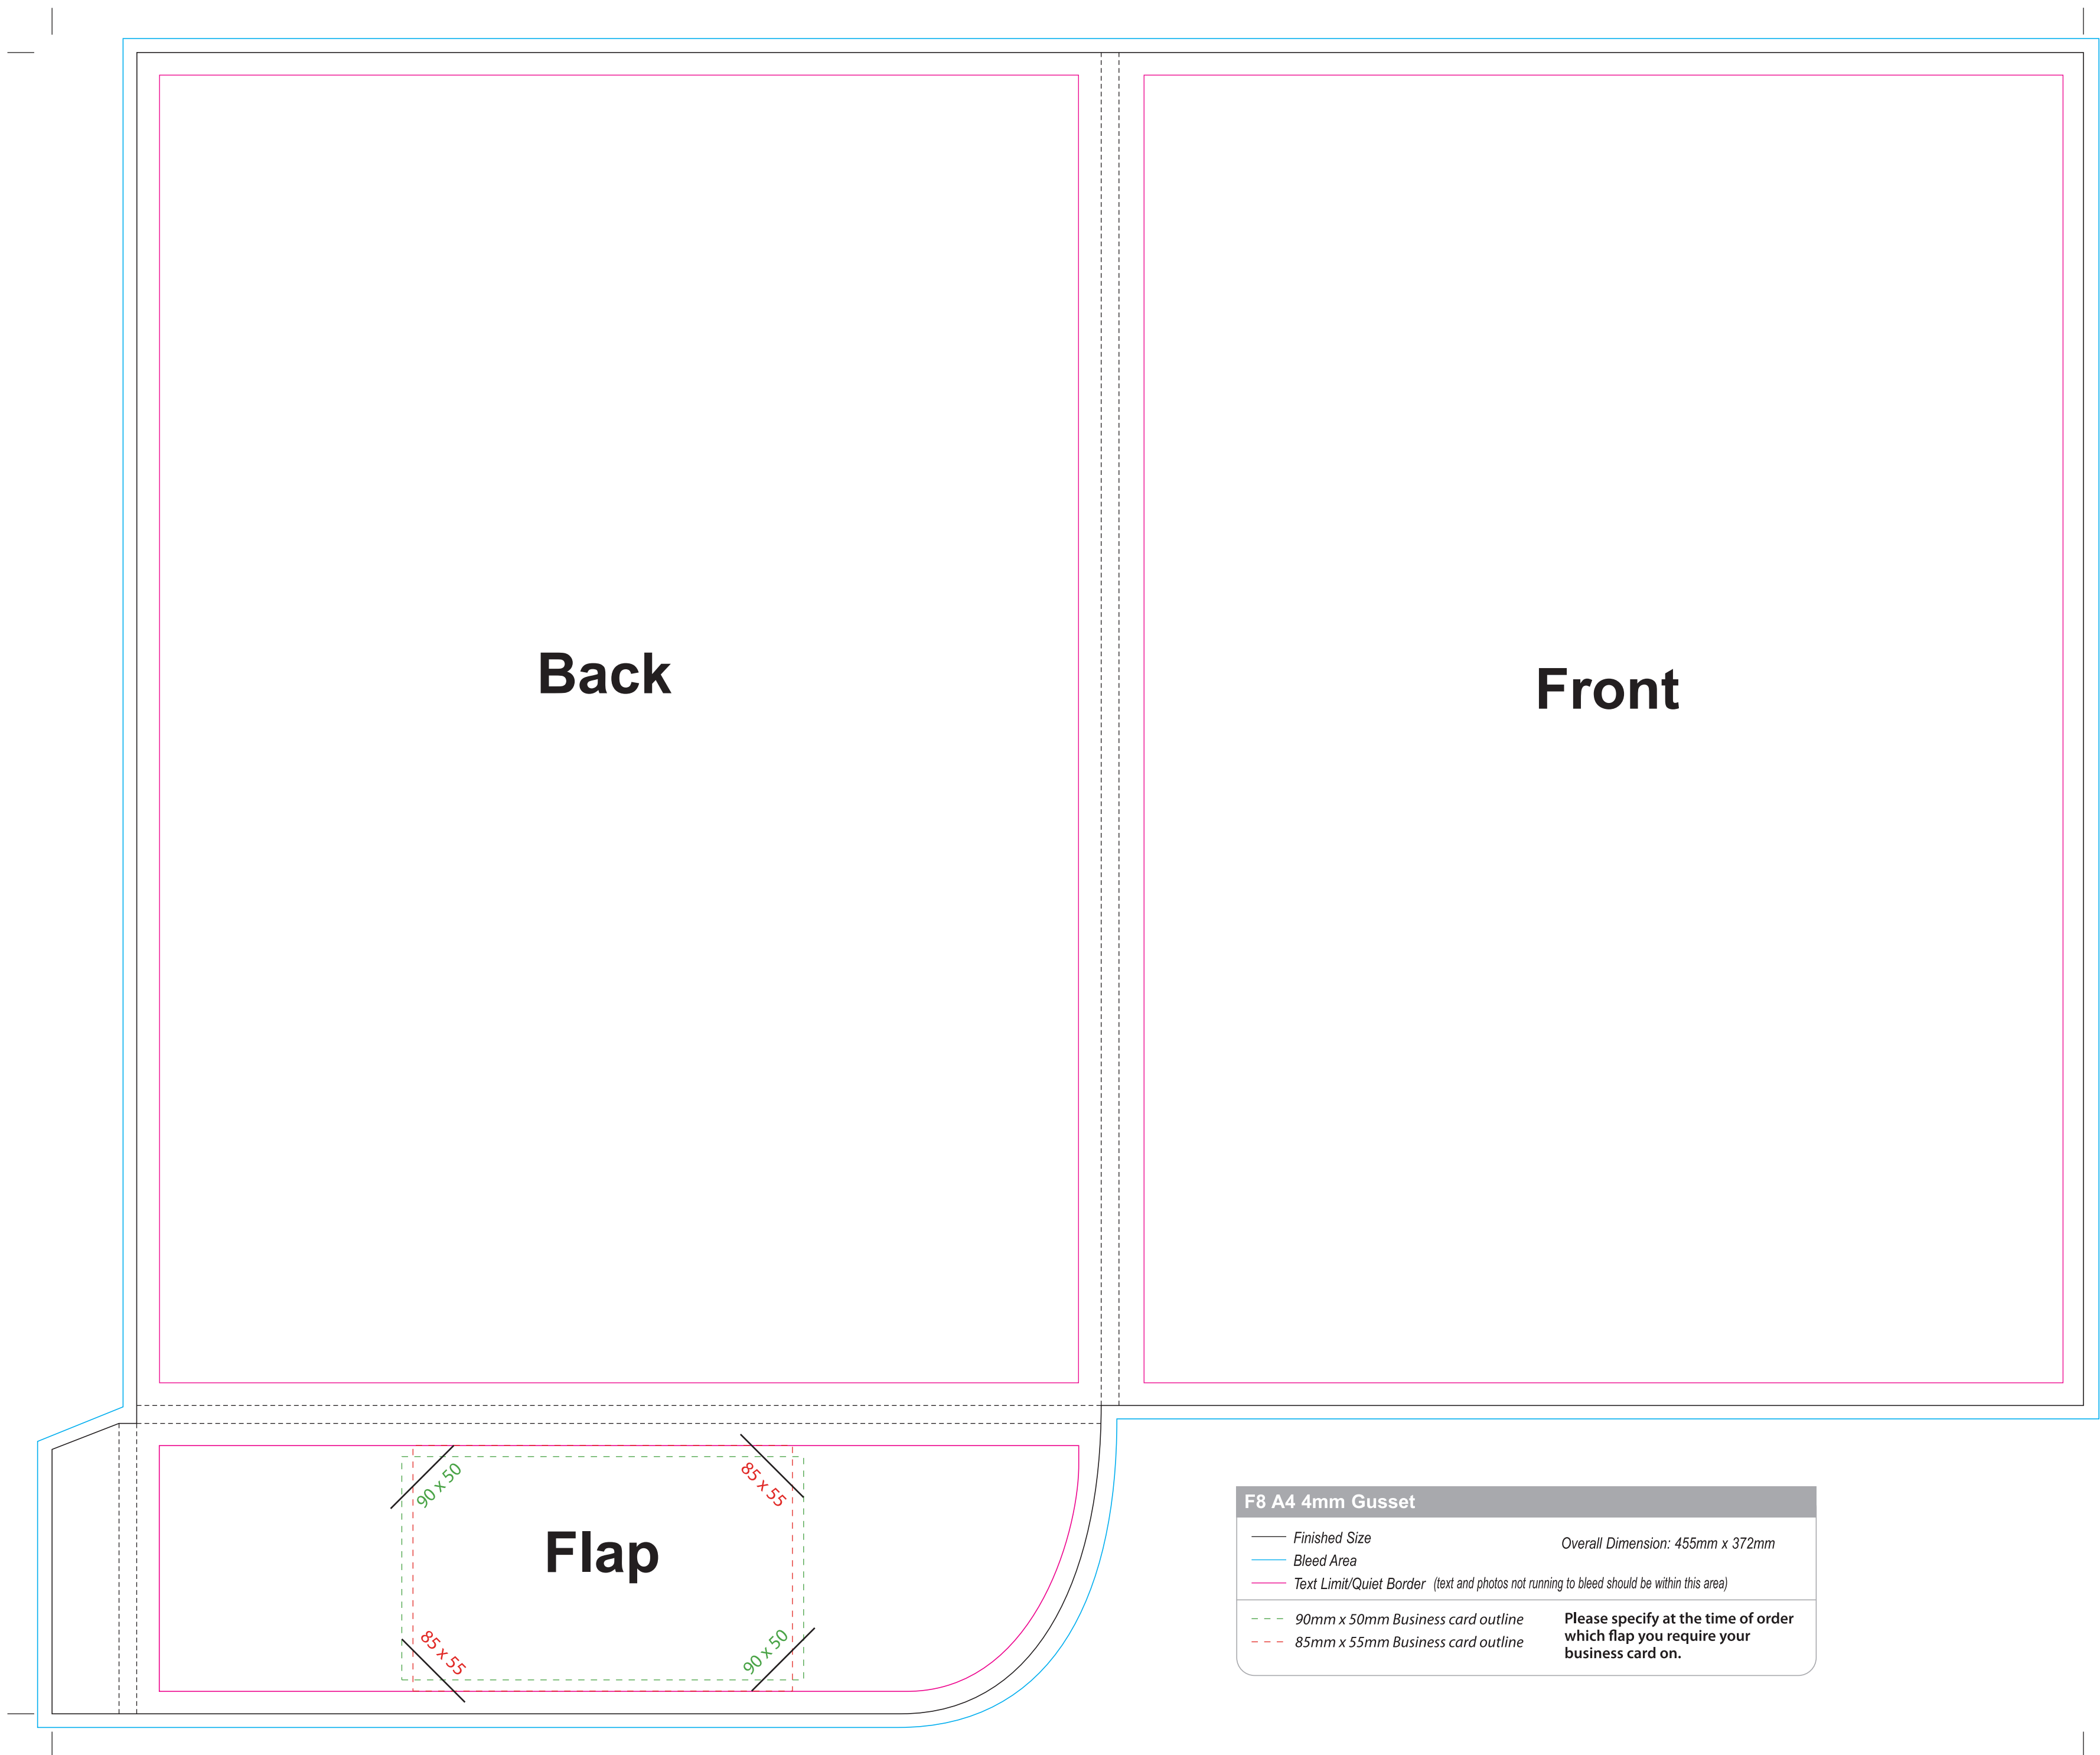 Back
Front
90 x 50
85 x 55
Flap
85 x 55
90 x 50
F8 A4 4mm Gusset
Finished Size
Overall Dimension: 455mm x 372mm
Bleed Area
Text Limit/Quiet Border (text and photos not running to bleed should be within this area)
90mm x 50mm Business card outline
85mm x 55mm Business card outline
Please specify at the time of order
which flap you require your
business card on.